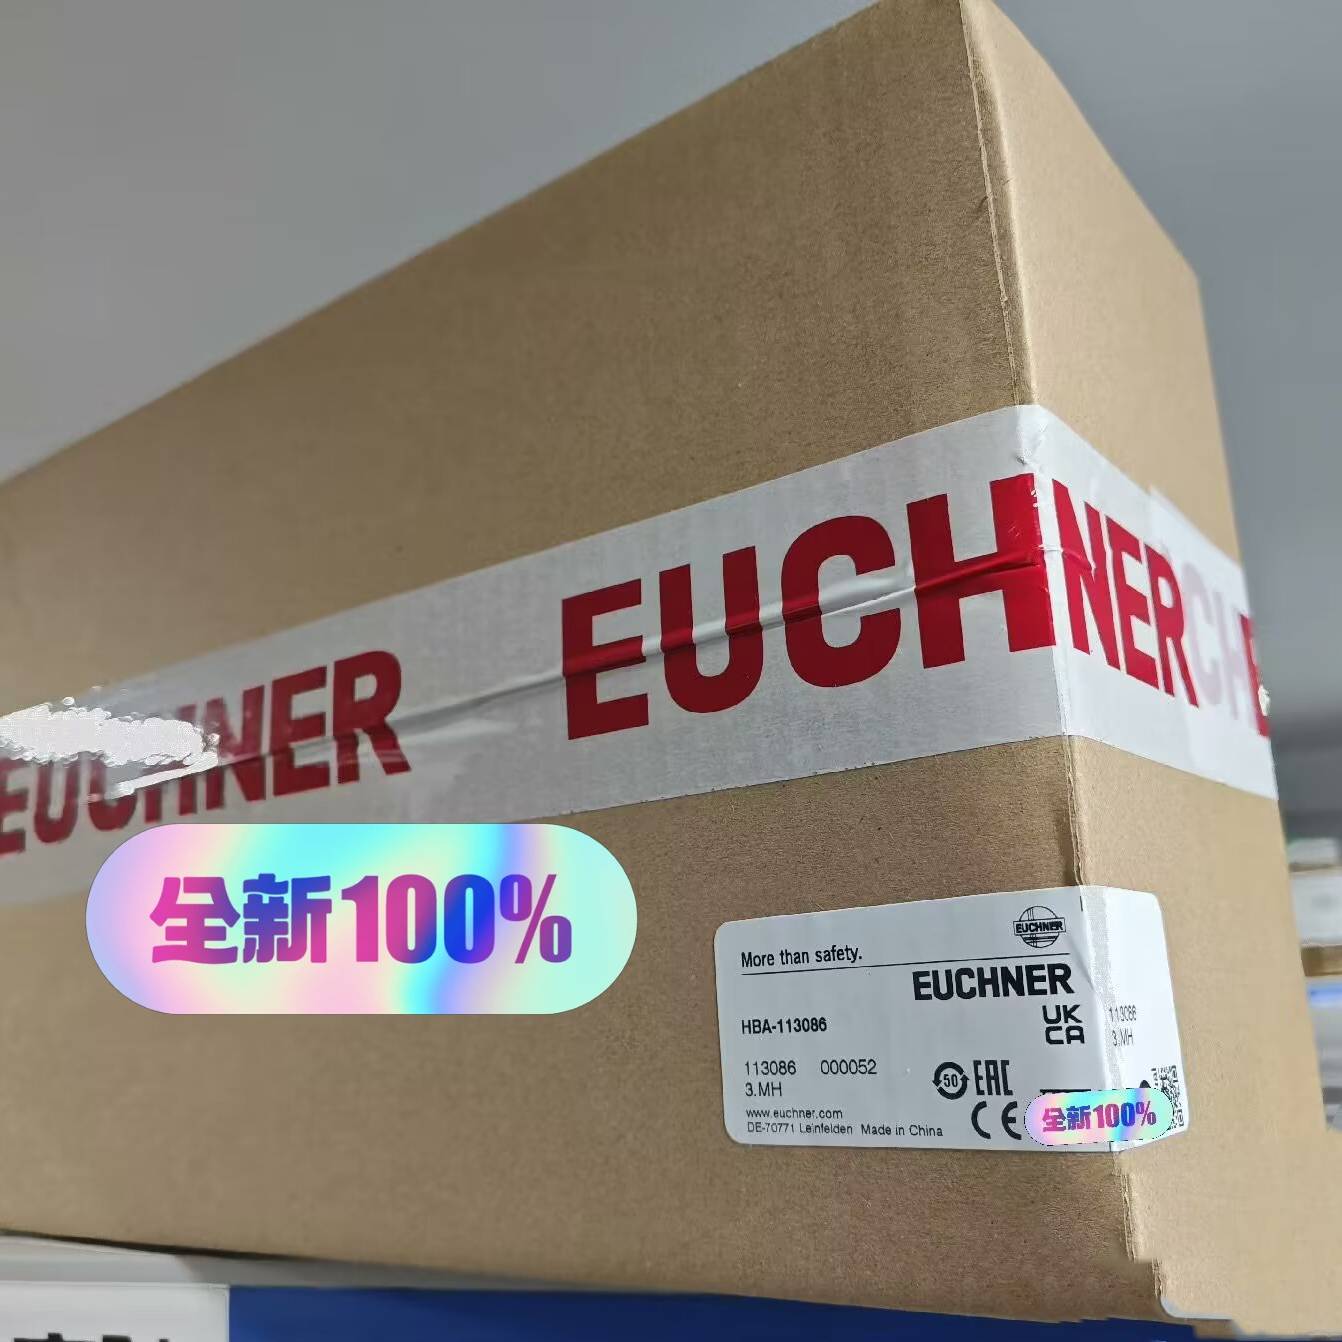 EUCHNER
EUCHNER
全新100%
EUCHNER
More than safety.
EUCHNER
HBA-113086
UK
CA
113086 000052
3.MH
50
EAC
CE
www.euchner.com
DE-70771 Leinfelden Made in China
113086
3.MH
全新100%